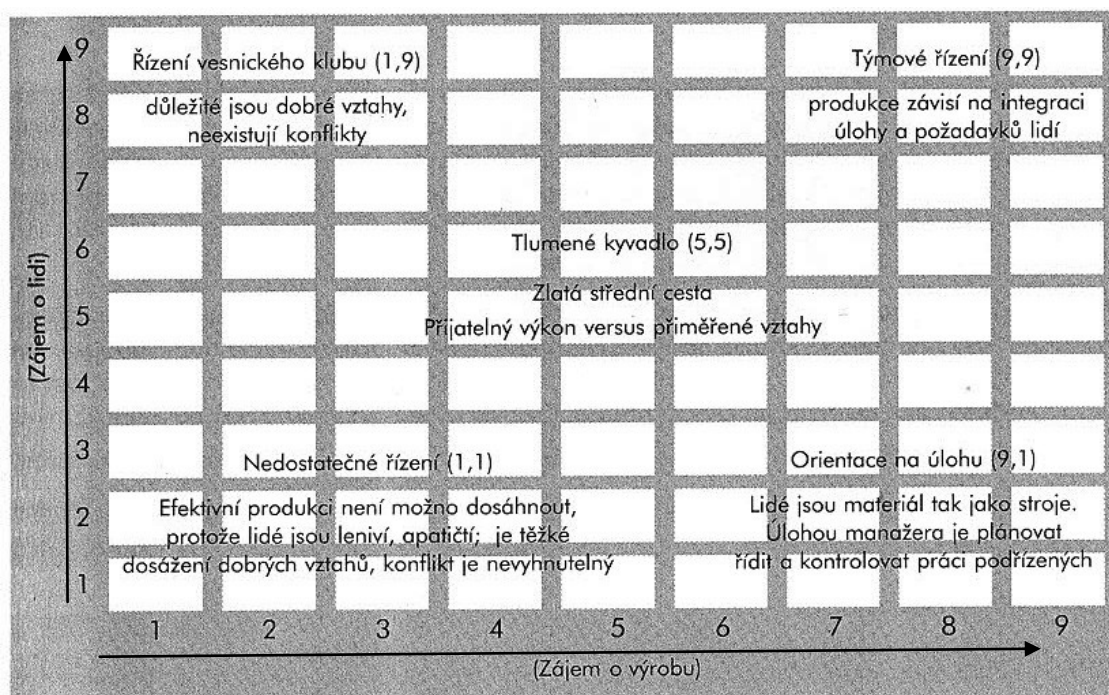 9
Řízení vesnického klubu (1,9)
Týmové řízení (9,9)
8
důležité jsou dobré vztahy,
neexistují konflikty
produkce závisí na integraci
úlohy a požadavků lidí
7
6
Tlumené kyvadlo (5,5)
Zlatá střední cesta
5
Přijatelný výkon versus přiměřené vztahy
4
3
Nedostatečné řízení (1,1)
Orientace na úlohu (9,1)
2
Efektivní produkci není možno dosáhnout,
protože lidé jsou leniví, apatičtí; je těžké
dosážení dobrých vztahů, konflikt je nevyhnutelný
Lidé jsou materiál tak jako stroje.
Úlohou manažera je plánovat
řídit a kontrolovat práci podřízených
1
(Zájem o lidi)
1 2 3 4 5 6 7 8 9
(Zájem o výrobu)